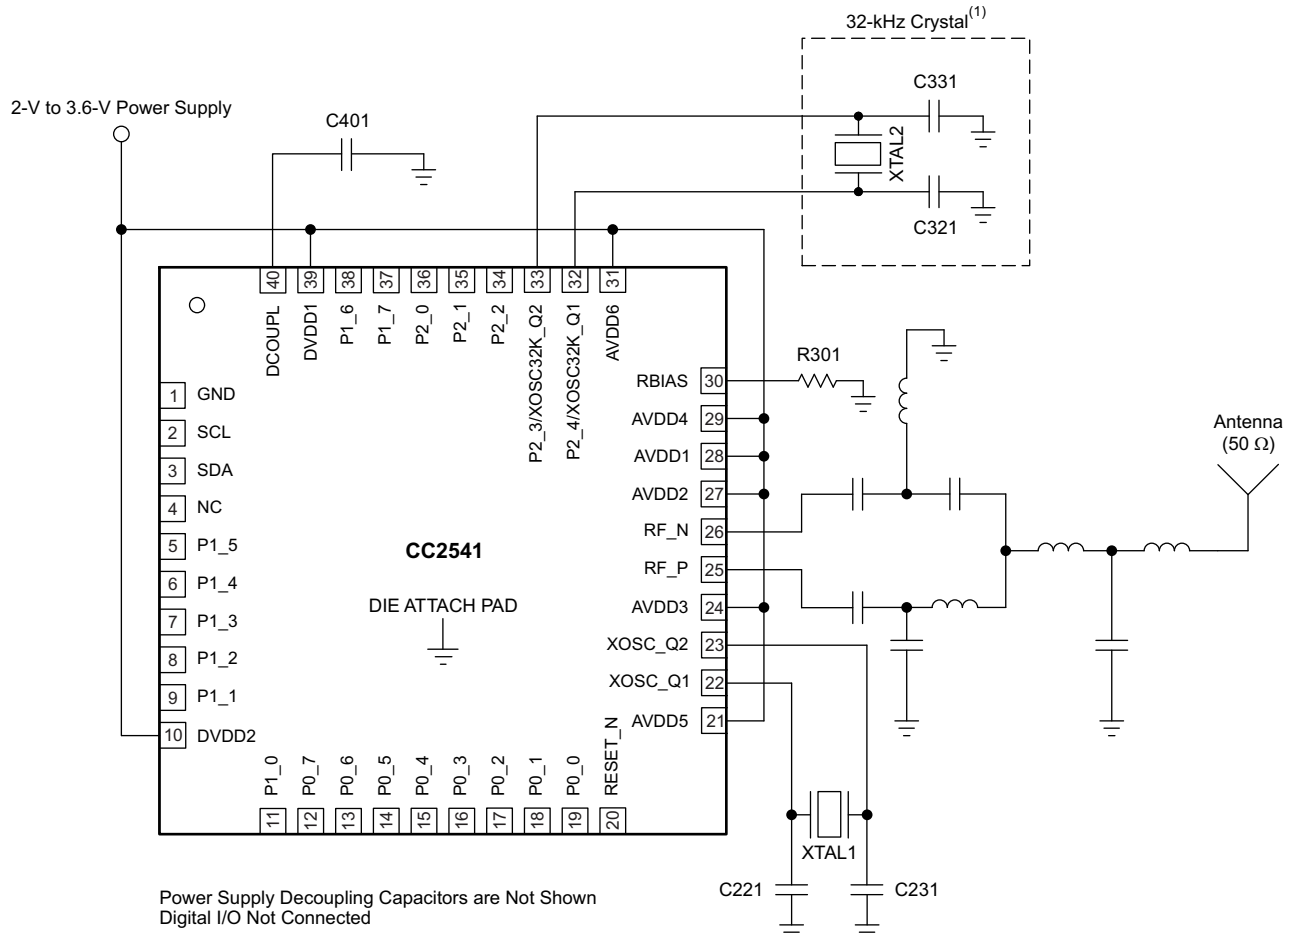 32-kHz Crystal(1)
C331
2-V to 3.6-V Power Supply
C401
XTAL2
C321
40
39
38
37
36
35
34
33
32
31
DCOUPL
DVDD1
P1_6
P1_7
P2_0
P2_1
P2_2
P2_3/XOSC32K_Q2
P2_4/XOSC32K_Q1
AVDD6
R301
RBIAS 30
1 GND
AVDD4 29
Antenna
(50 Ω)
2 SCL
AVDD1 28
3 SDA
AVDD2 27
4 NC
RF_N 26
5 P1_5
CC2541
RF_P 25
6 P1_4
DIE ATTACH PAD
AVDD3 24
7 P1_3
XOSC_Q2 23
8 P1_2
XOSC_Q1 22
9 P1_1
AVDD5 21
10 DVDD2
P1_0
P0_7
P0_6
P0_5
P0_4
P0_3
P0_2
P0_1
P0_0
RESET_N
11
12
13
14
15
16
17
18
19
20
XTAL1
C221
C231
Power Supply Decoupling Capacitors are Not Shown
Digital I/O Not Connected